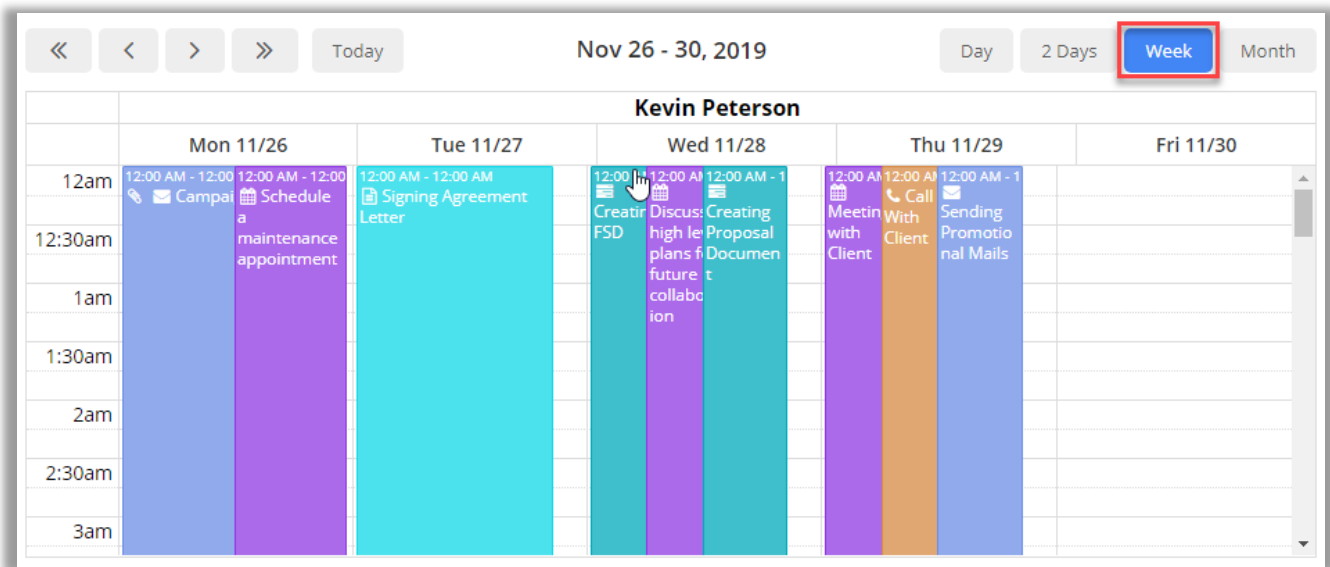 Today
Nov 26 - 30, 2019
Day
2 Days
Week
Month
Kevin Peterson
Mon 11/26
Tue 11/27
Wed 11/28
Thu 11/29
Fri 11/30
12am
12:30am
1am
1:30am
2am
2:30am
3am
12:00 AM - 12:00
Campai
12:00 AM - 12:00
Schedule
a
maintenance
appointment
12:00 AM - 12:00 AM
Signing Agreement
Letter
12:00
Creatin
FSD
12:00 AM
Discuss
high le
plans f
future
collabo
ion
12:00 AM - 1
Creating
Proposal
Documen
t
12:00 AM
Meetin
with
Client
12:00 AM
Call
With
Client
12:00 AM - 1
Sending
Promotio
nal Mails